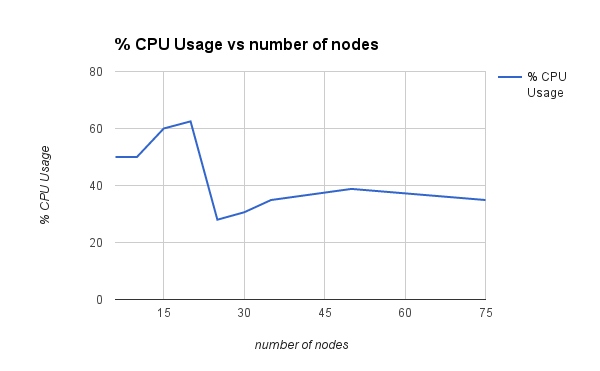 % CPU Usage vs number of nodes
% CPU
Usage
80
60
40
20
0
% CPU Usage
15
30
45
60
75
number of nodes